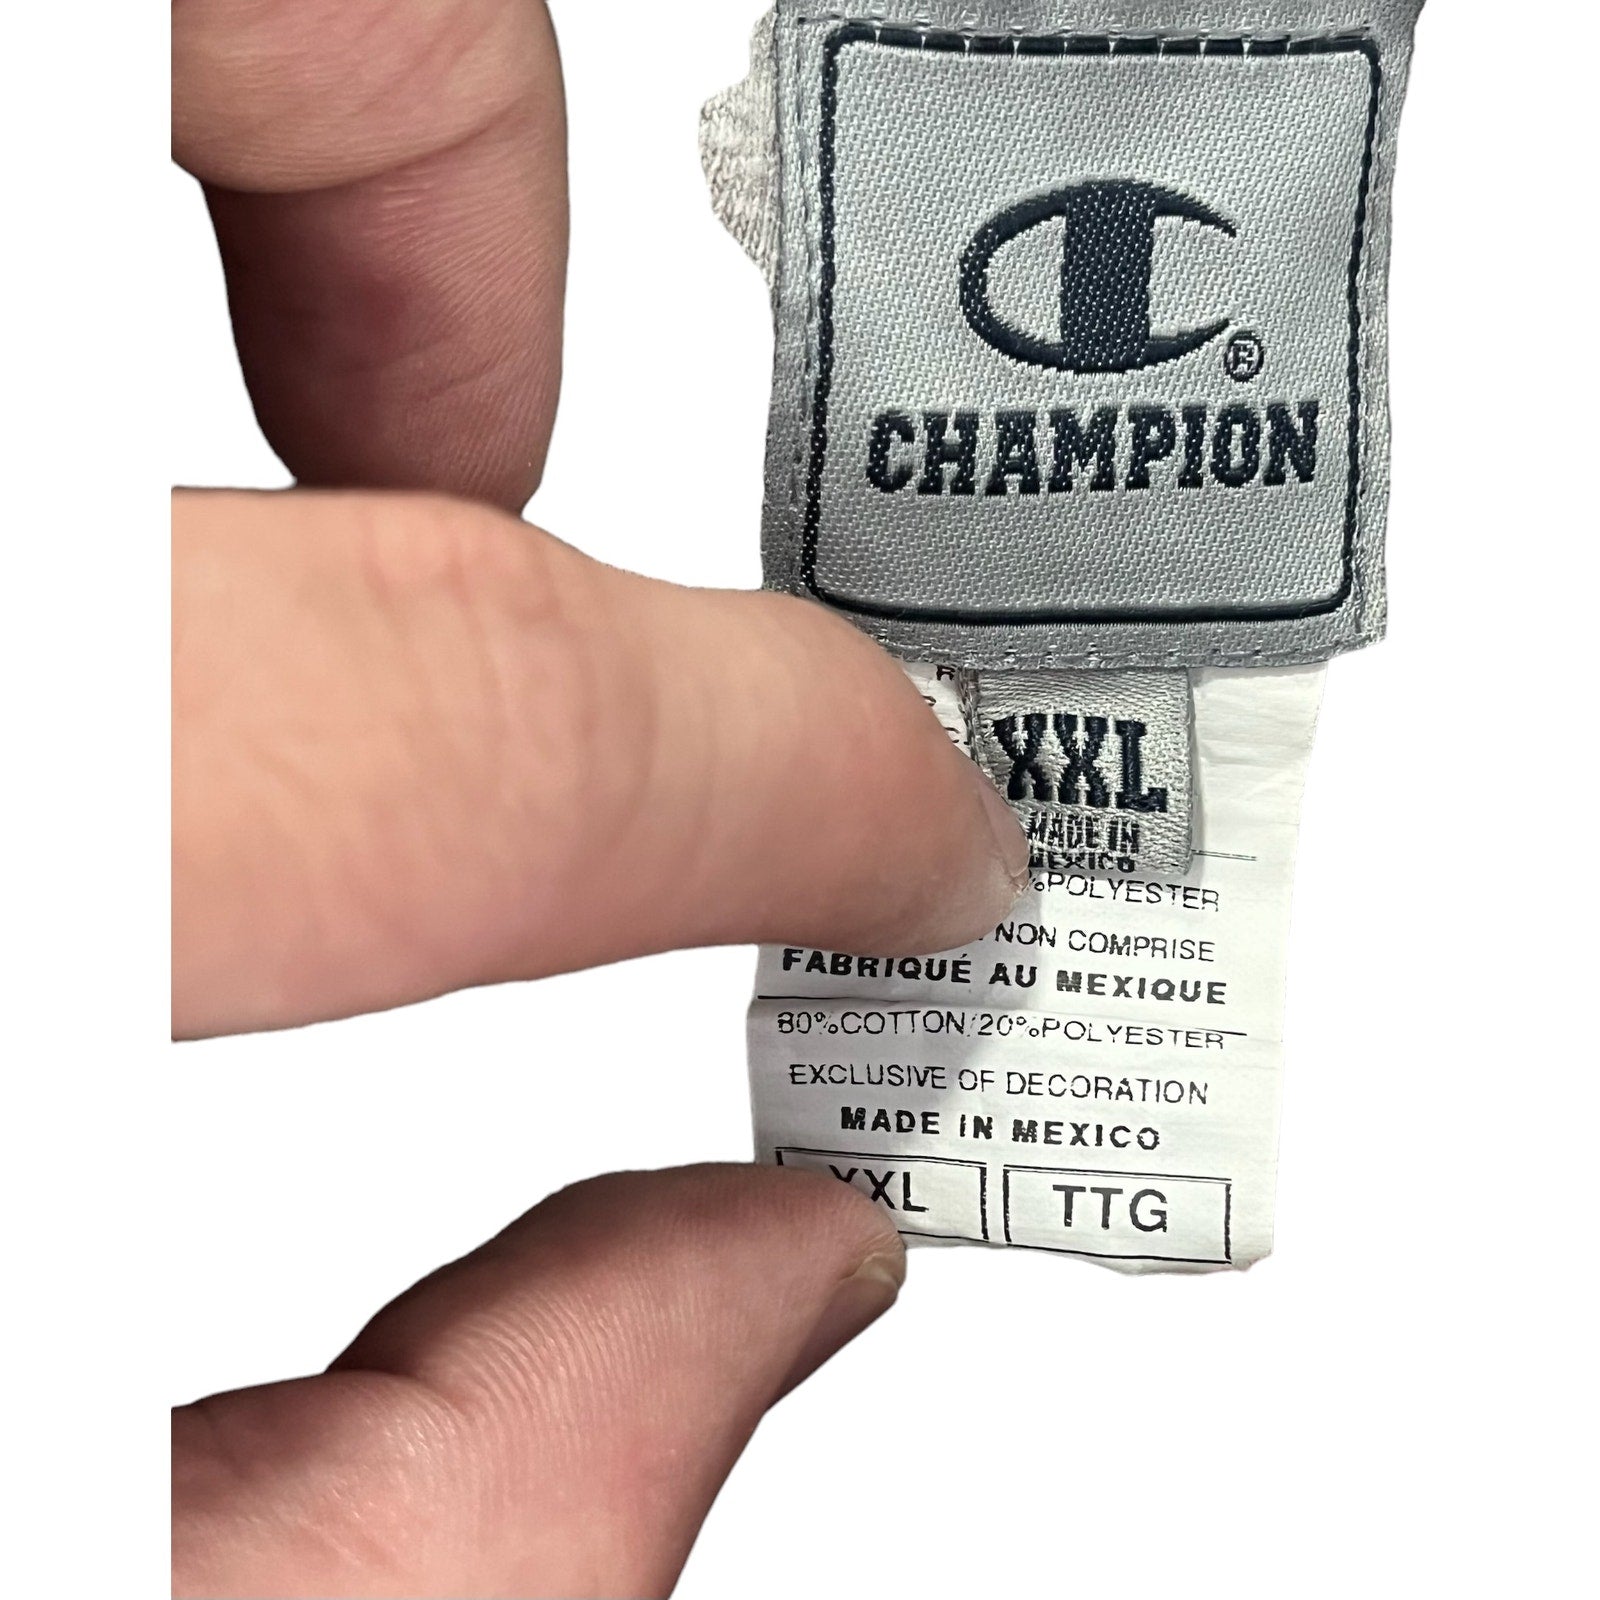 ®
CHAMPION
XXL
MADE IN
MEXICO
%POLYESTER
NON COMPRISE
FABRIQUÉ AU MEXIQUE
80%COTTON/20%POLYESTER
EXCLUSIVE OF DECORATION
MADE IN MEXICO
XXL TTG